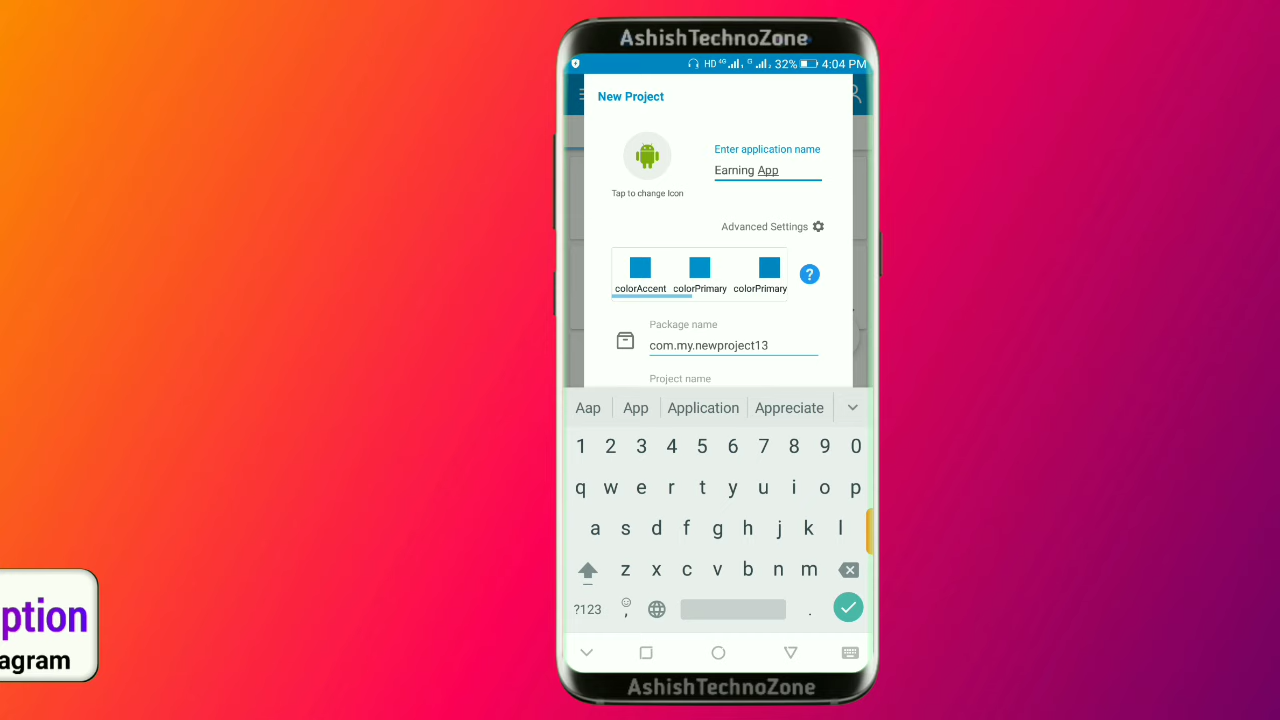 AshishTechnoZone
HD 4G G 32% 4:04 PM
New Project
Enter application name
Earning App
Tap to change Icon
Advanced Settings
?
colorAccent colorPrimary colorPrimary
Package name
com.my.newproject13
Project name
Aap App Application Appreciate
1 2 3 4 5 6 7 8 9 0
q w e r t y u i o p
a s d f g h j k l
z x c v b n m
?123 , .
ption
agram
AshishTechnoZone